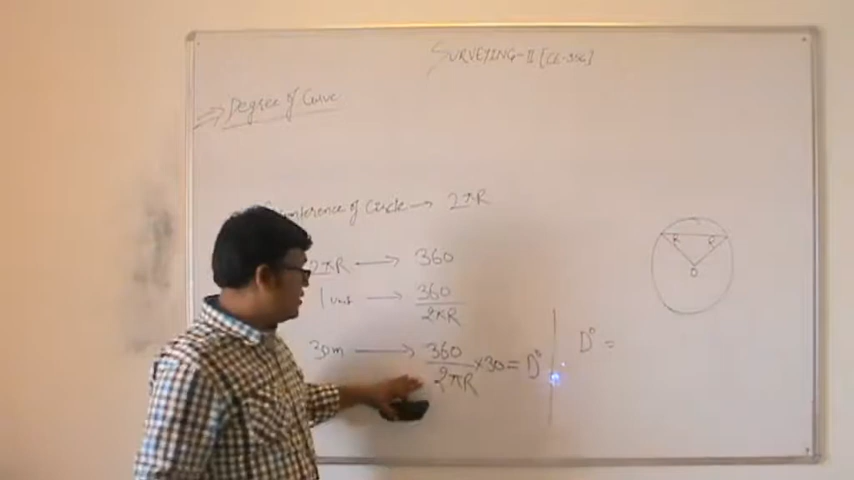 SURVEYING-II [CE-356]
Degree of Curve
Circumference of Circle → 2πR
2πR → 360
1 unit → 360/2πR
30m → 360/2πR × 30 = D°
D° =
R R
O